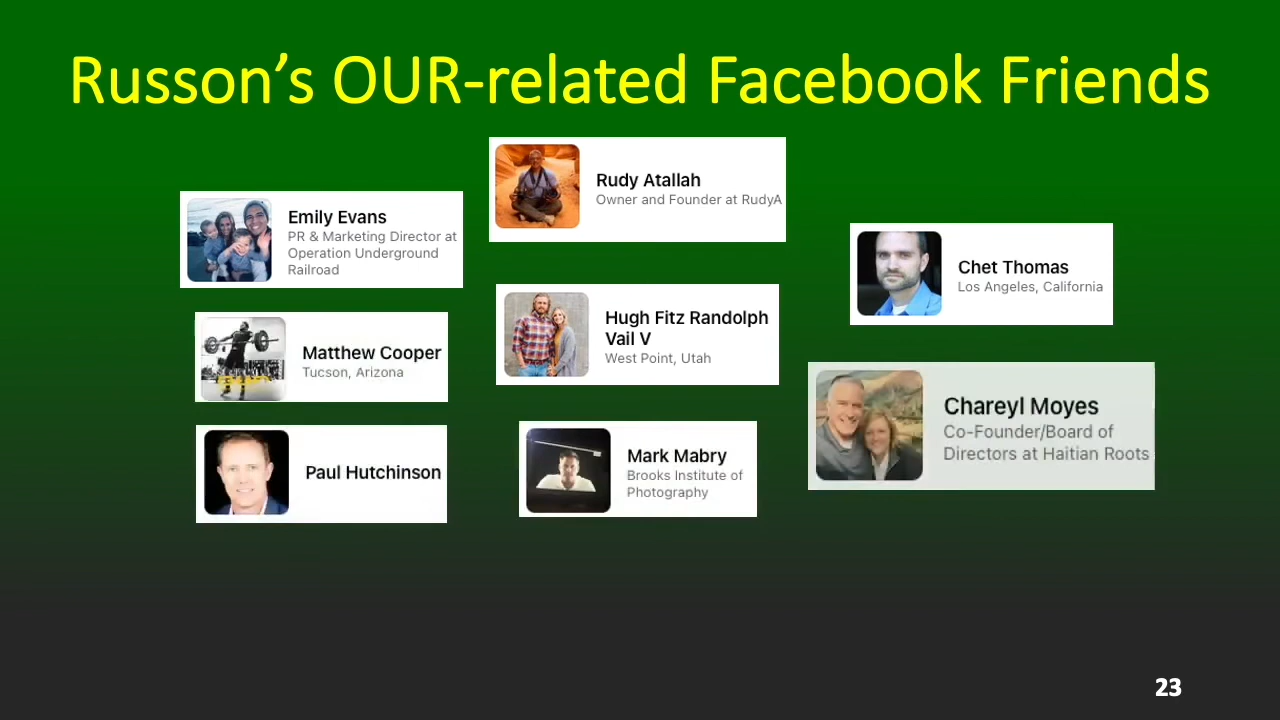 Russon's OUR-related Facebook Friends
Rudy Atallah
Owner and Founder at RudyA
Emily Evans
PR & Marketing Director at
Operation Underground
Railroad
Chet Thomas
Los Angeles, California
Hugh Fitz Randolph
Vail V
West Point, Utah
Matthew Cooper
Tucson, Arizona
Chareyl Moyes
Co-Founder/Board of
Directors at Haitian Roots
Paul Hutchinson
Mark Mabry
Brooks Institute of
Photography
23